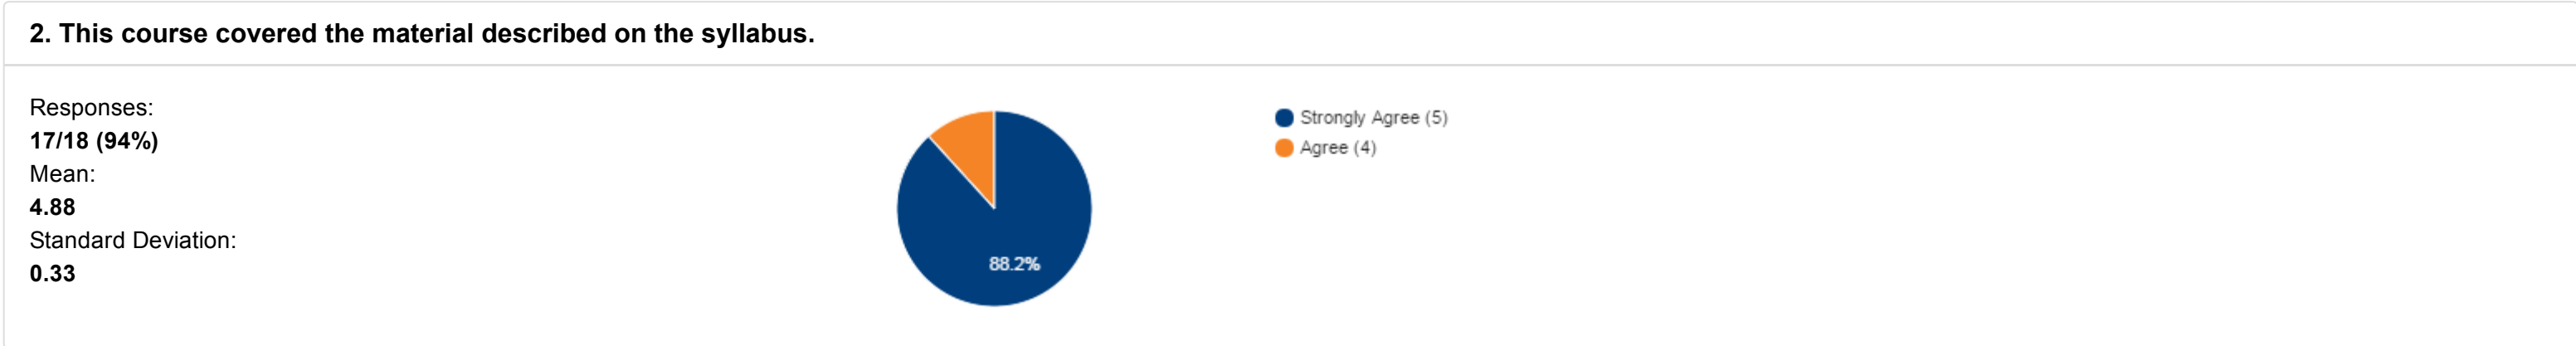 2. This course covered the material described on the syllabus.
Responses:
17/18 (94%)
Mean:
4.88
Standard Deviation:
0.33
88.2%
Strongly Agree (5)
Agree (4)